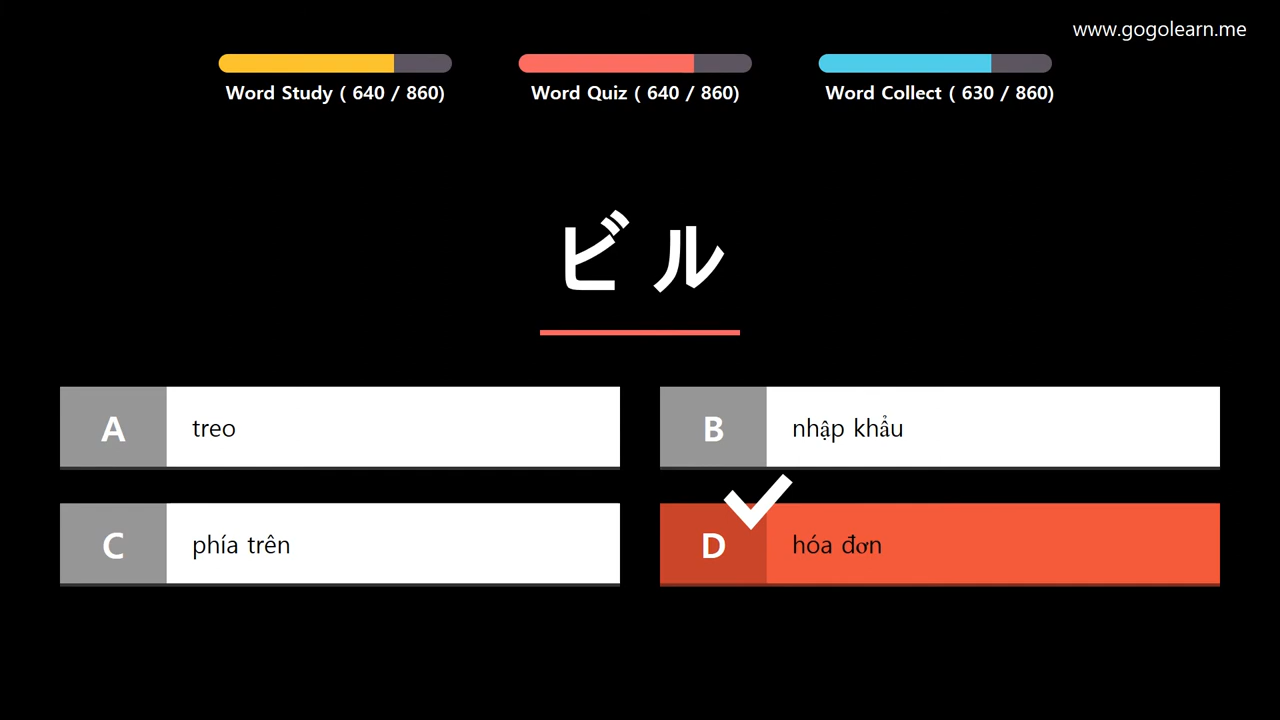 www.gogolearn.me
Word Study ( 640 / 860)
Word Quiz ( 640 / 860)
Word Collect ( 630 / 860)
ビル
A treo
B nhập khẩu
C phía trên
D hóa đơn